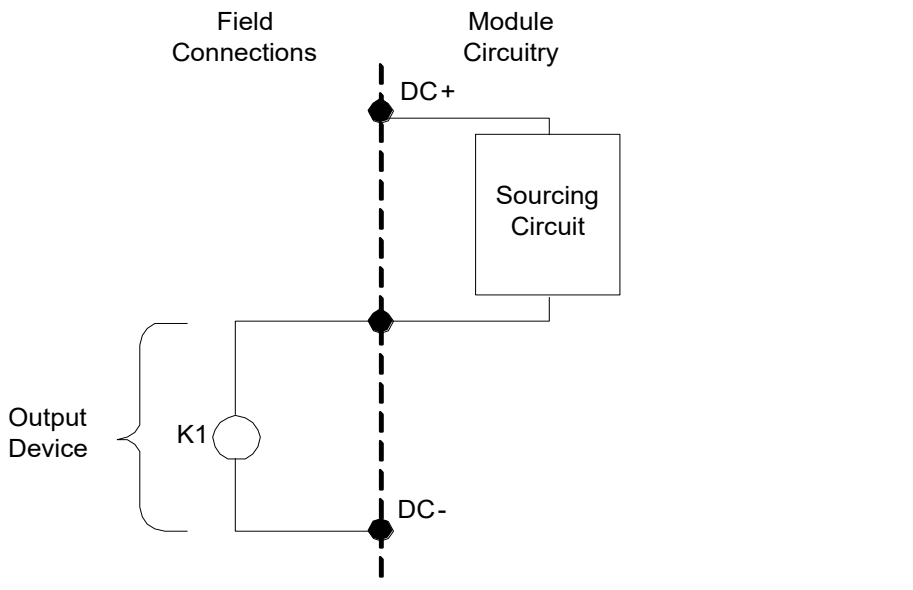 Field
Connections
Module
Circuitry
DC+
Sourcing
Circuit
Output
Device
K1
DC-